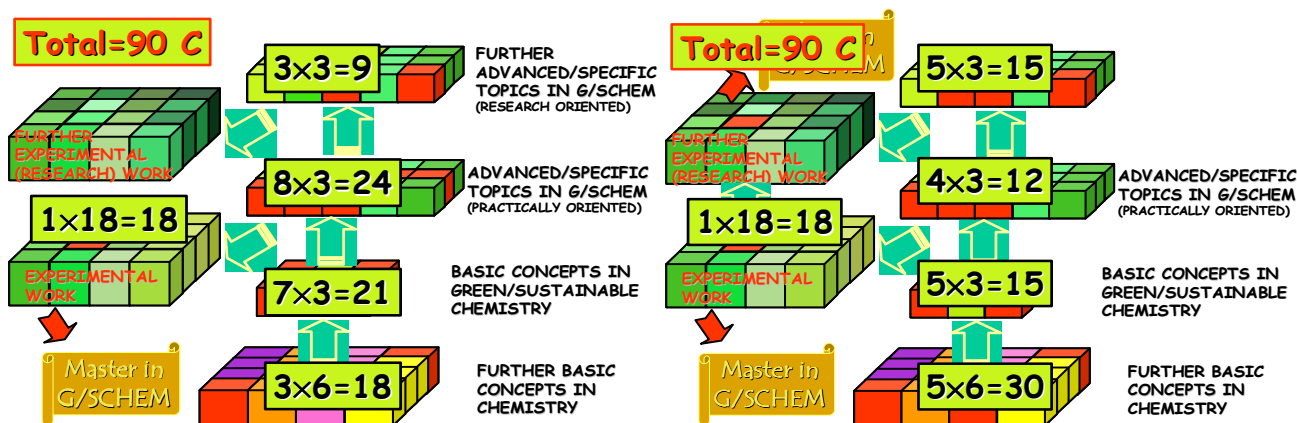 Total=90 C
3×3=9
FURTHER
ADVANCED/SPECIFIC
TOPICS IN G/SCHEM
(RESEARCH ORIENTED)
FURTHER
EXPERIMENTAL
(RESEARCH) WORK
8×3=24
ADVANCED/SPECIFIC
TOPICS IN G/SCHEM
(PRACTICALLY ORIENTED)
1×18=18
EXPERIMENTAL
WORK
7×3=21
BASIC CONCEPTS IN
GREEN/SUSTAINABLE
CHEMISTRY
Master in
G/SCHEM
3×6=18
FURTHER BASIC
CONCEPTS IN
CHEMISTRY
Total=90 C
in
G/SCHEM
5×3=15
FURTHER
EXPERIMENTAL
(RESEARCH) WORK
4×3=12
ADVANCED/SPECIFIC
TOPICS IN G/SCHEM
(PRACTICALLY ORIENTED)
1×18=18
EXPERIMENTAL
WORK
5×3=15
BASIC CONCEPTS IN
GREEN/SUSTAINABLE
CHEMISTRY
Master in
G/SCHEM
5×6=30
FURTHER BASIC
CONCEPTS IN
CHEMISTRY